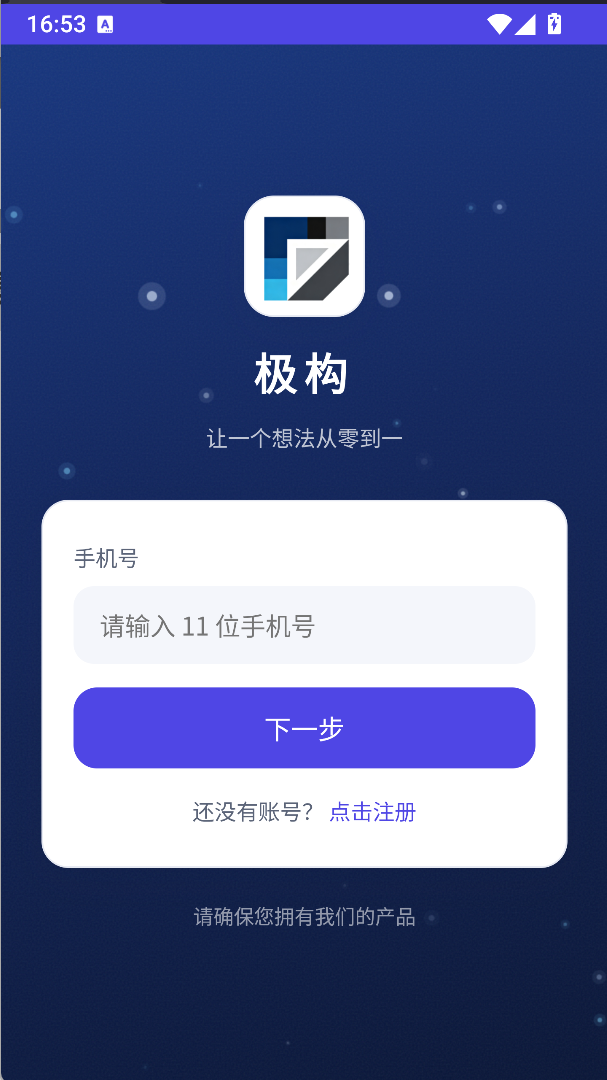 16:53
极构
让一个想法从零到一
手机号
请输入 11 位手机号
下一步
还没有账号？ 点击注册
请确保您拥有我们的产品